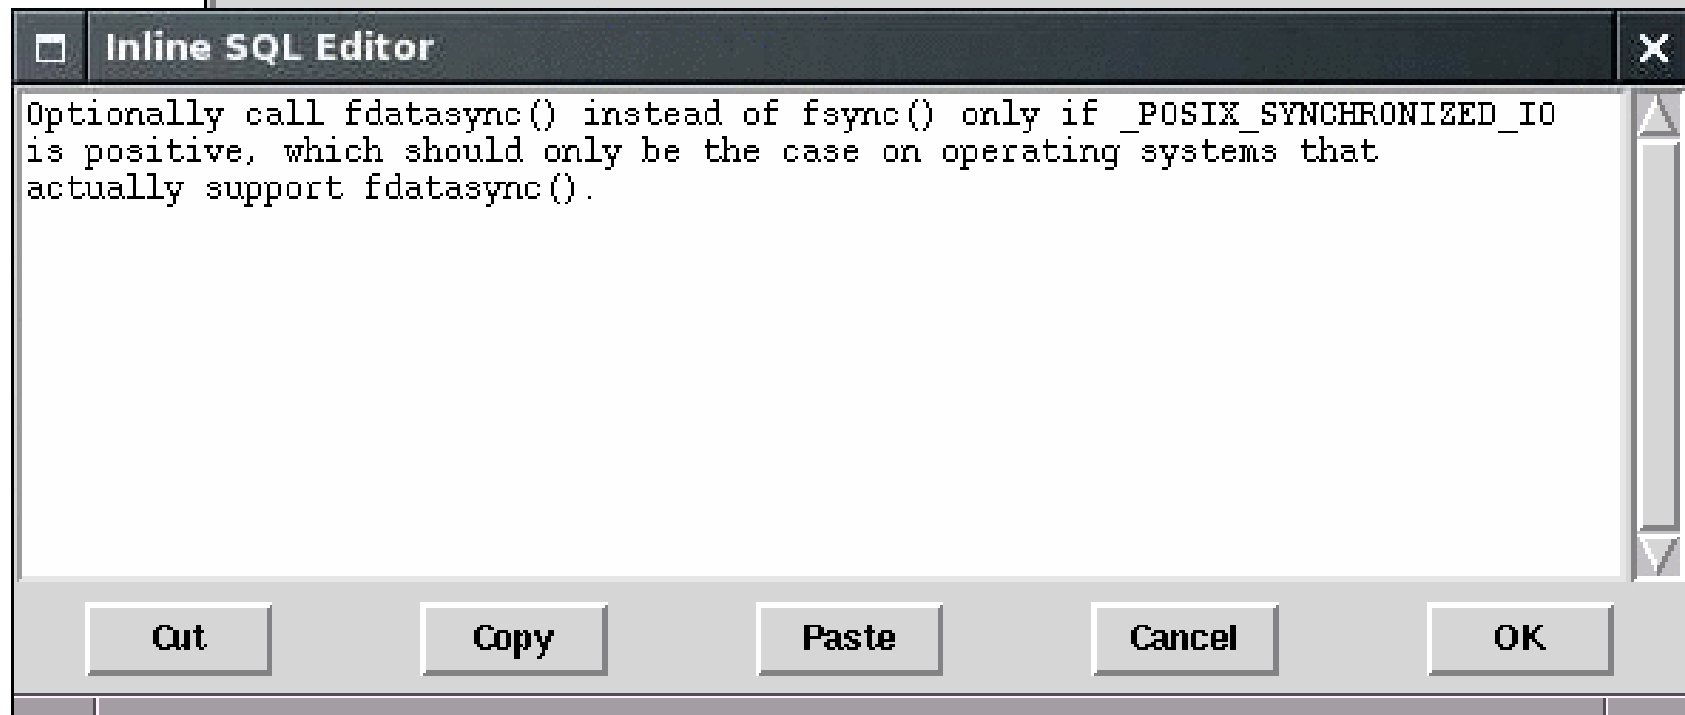 Inline SQL Editor
Optionally call fdatasync() instead of fsync() only if _POSIX_SYNCHRONIZED_IO
is positive, which should only be the case on operating systems that
actually support fdatasync().
Cut Copy Paste Cancel OK